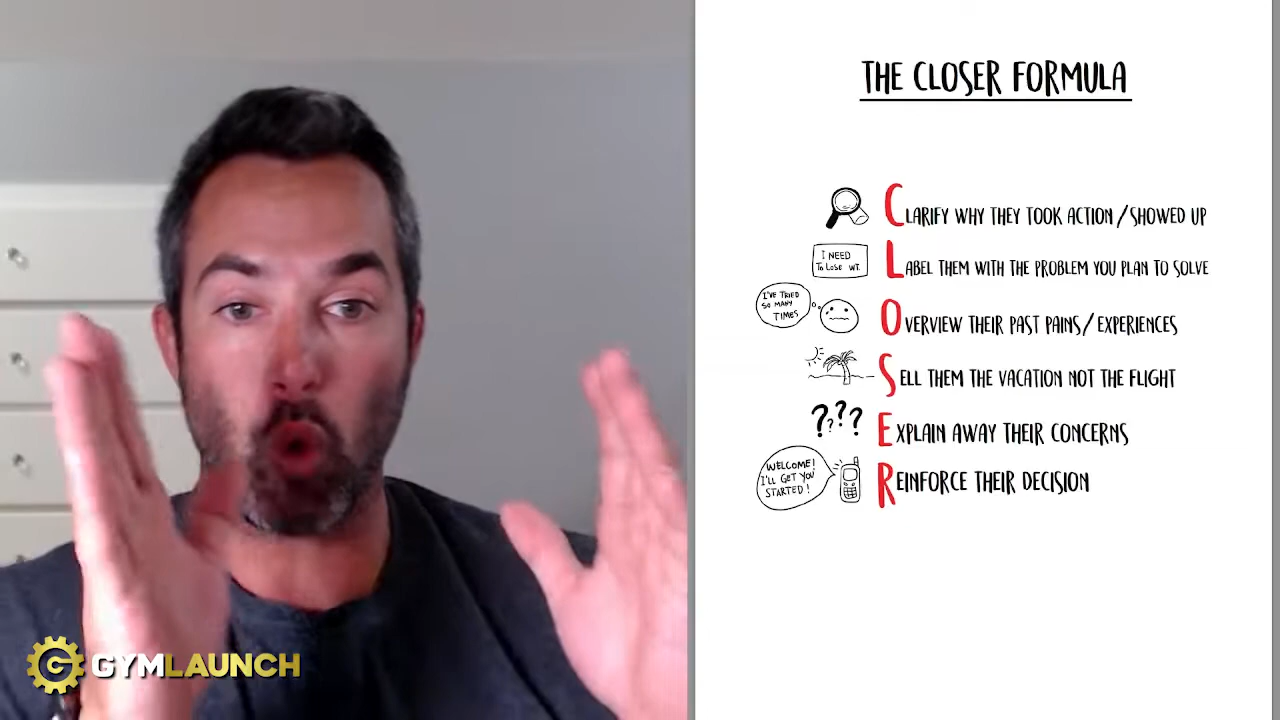 THE CLOSER FORMULA
CLARIFY WHY THEY TOOK ACTION/SHOWED UP
I NEED
To Lose WT.
LABEL THEM WITH THE PROBLEM YOU PLAN TO SOLVE
I'VE TRIED
SO MANY
TIMES
OVERVIEW THEIR PAST PAINS/EXPERIENCES
SELL THEM THE VACATION NOT THE FLIGHT
????
EXPLAIN AWAY THEIR CONCERNS
WELCOME!
I'LL GET YOU
STARTED!
REINFORCE THEIR DECISION
G GYMLAUNCH